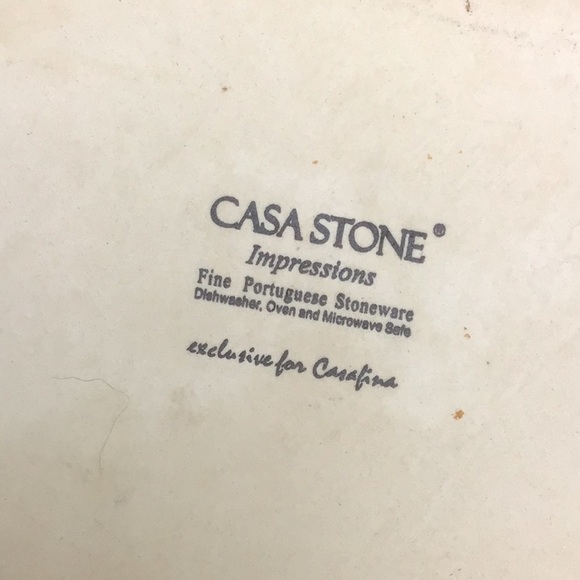 CASA STONE®
Impressions
Fine Portuguese Stoneware
Dishwasher, Oven and Microwave Safe
exclusive for Casafina